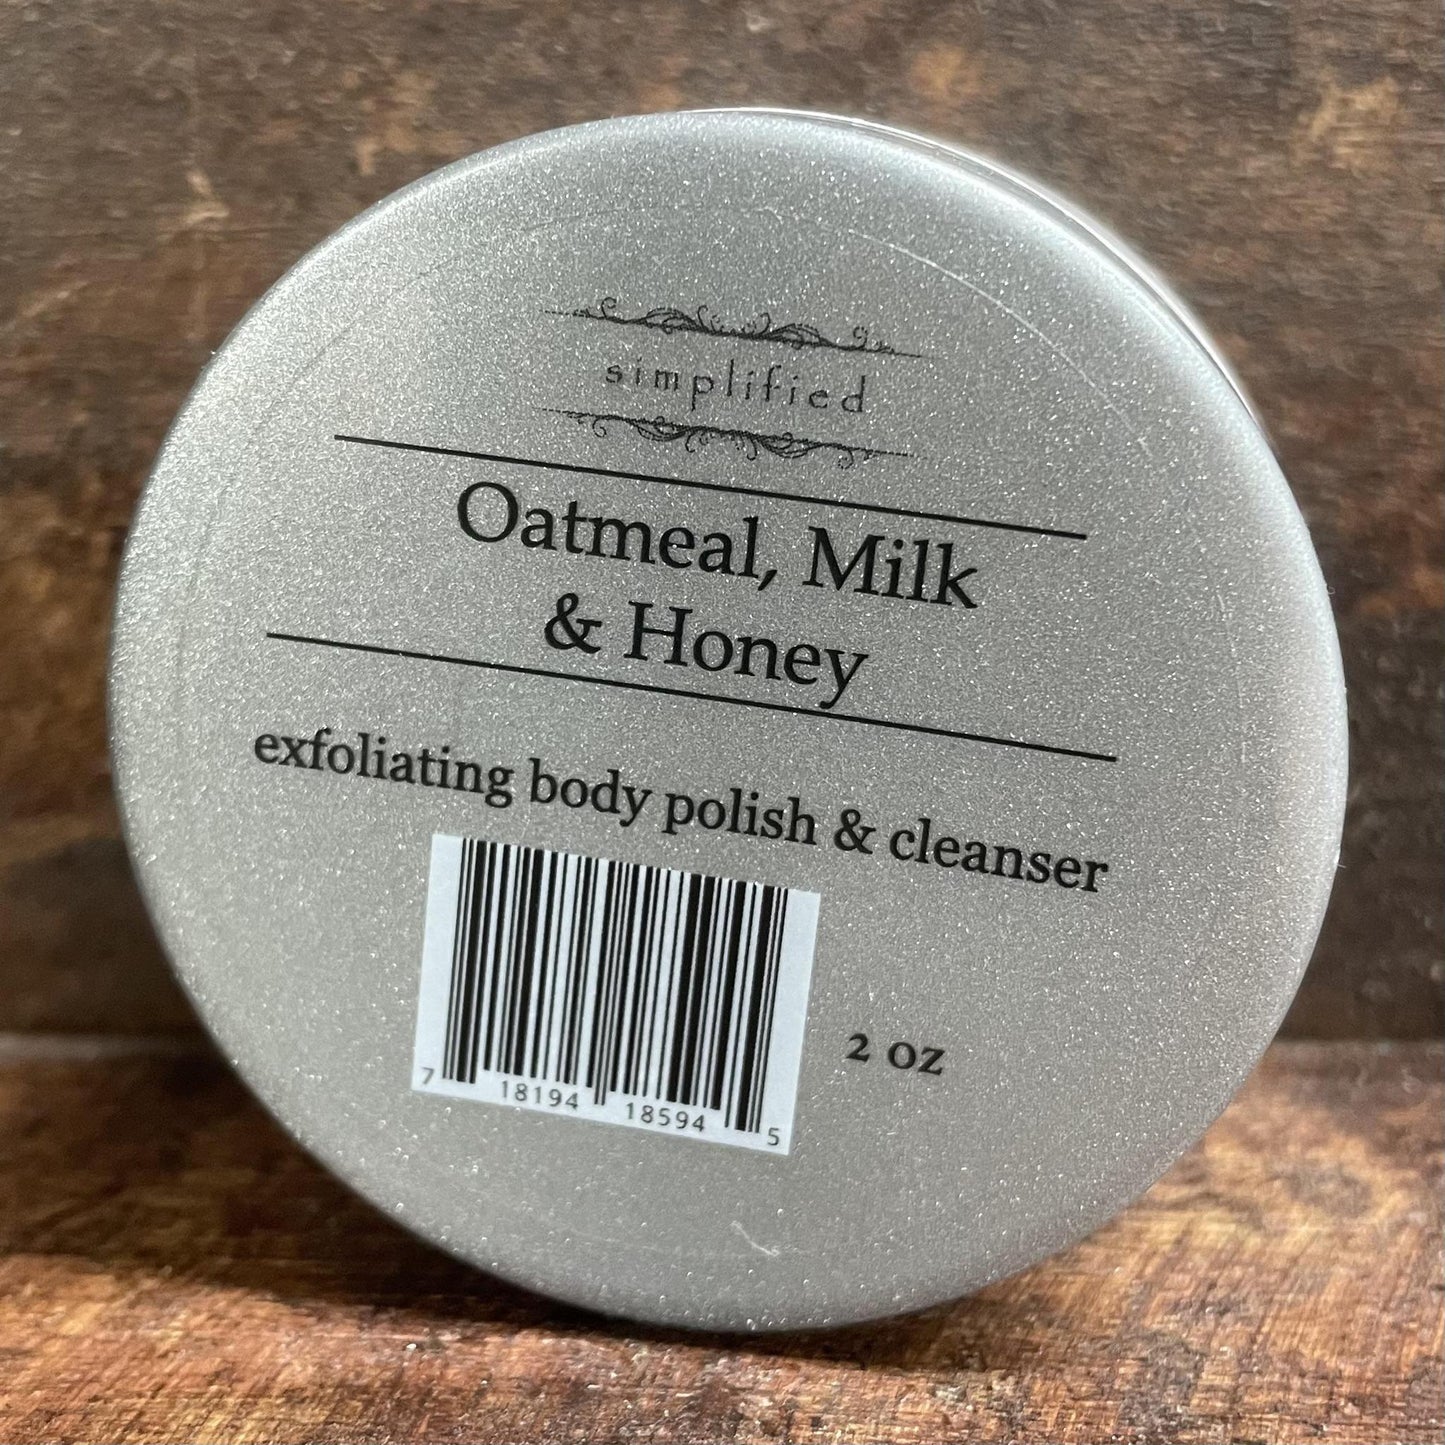 simplified
Oatmeal, Milk
& Honey
exfoliating body polish & cleanser
2 oz
7 18194 18594 5